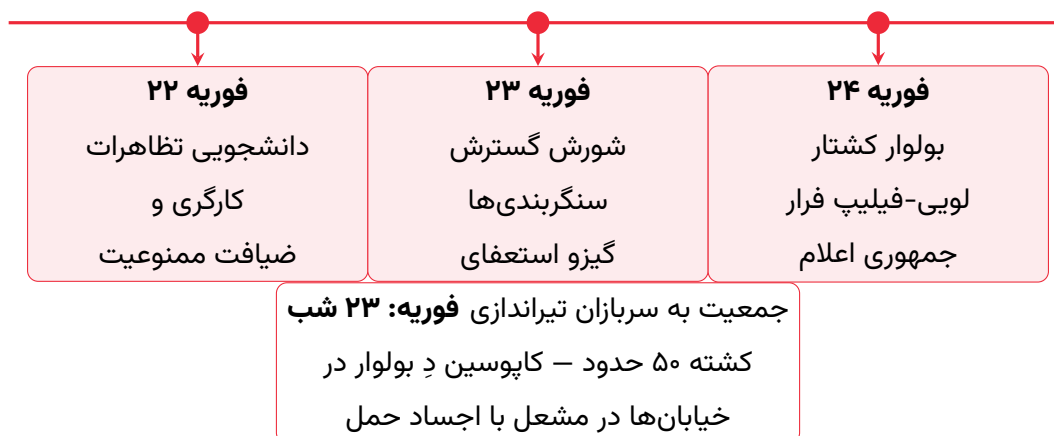 فوریه ۲۲
دانشجویی تظاهرات
کارگری و
ضیافت ممنوعیت
فوریه ۲۳
شورش گسترش
سنگربندی‌ها
گیزو استعفای
فوریه ۲۴
بولوار کشتار
لویی-فیلیپ فرار
جمهوری اعلام
جمعیت به سربازان تیراندازی فوریه: ۲۳ شب
کشته ۵۰ حدود — کاپوسین دِ بولوار در
خیابان‌ها در مشعل با اجساد حمل